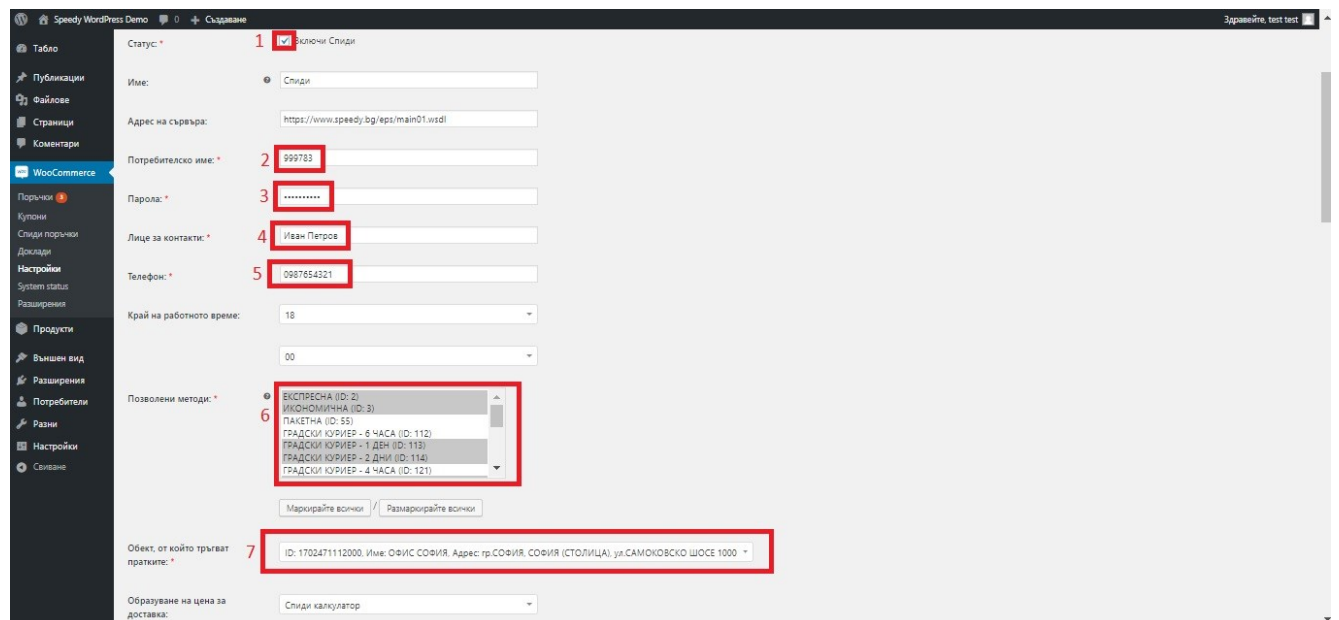 Speedy WordPress Demo 0 + Създаване
Здравейте, test test
Табло
Публикации
Файлове
Страници
Коментари
WooCommerce
Поръчки 3
Купони
Спиди поръчки
Доклади
Настройки
System status
Разширения
Продукти
Външен вид
Разширения
Потребители
Разни
Настройки
Свиване
Статус: * 1 Включи Спиди
Име: Спиди
Адрес на сървъра: https://www.speedy.bg/eps/main01.wsdl
Потребителско име: * 2 999783
Парола: * 3 ••••••••••
Лице за контакти: * 4 Иван Петров
Телефон: * 5 0987654321
Край на работното време: 18
00
Позволени методи: * 6
ЕКСПРЕСНА (ID: 2)
ИКОНОМИЧНА (ID: 3)
ПАКЕТНА (ID: 55)
ГРАДСКИ КУРИЕР - 6 ЧАСА (ID: 112)
ГРАДСКИ КУРИЕР - 1 ДЕН (ID: 113)
ГРАДСКИ КУРИЕР - 2 ДНИ (ID: 114)
ГРАДСКИ КУРИЕР - 4 ЧАСА (ID: 121)
Маркирайте всички / Размаркирайте всички
Обект, от който тръгват
пратките: * 7 ID: 1702471112000, Име: ОФИС СОФИЯ, Адрес: гр.СОФИЯ, СОФИЯ (СТОЛИЦА), ул.САМОКОВСКО ШОСЕ 1000
Образуване на цена за
доставка: Спиди калкулатор